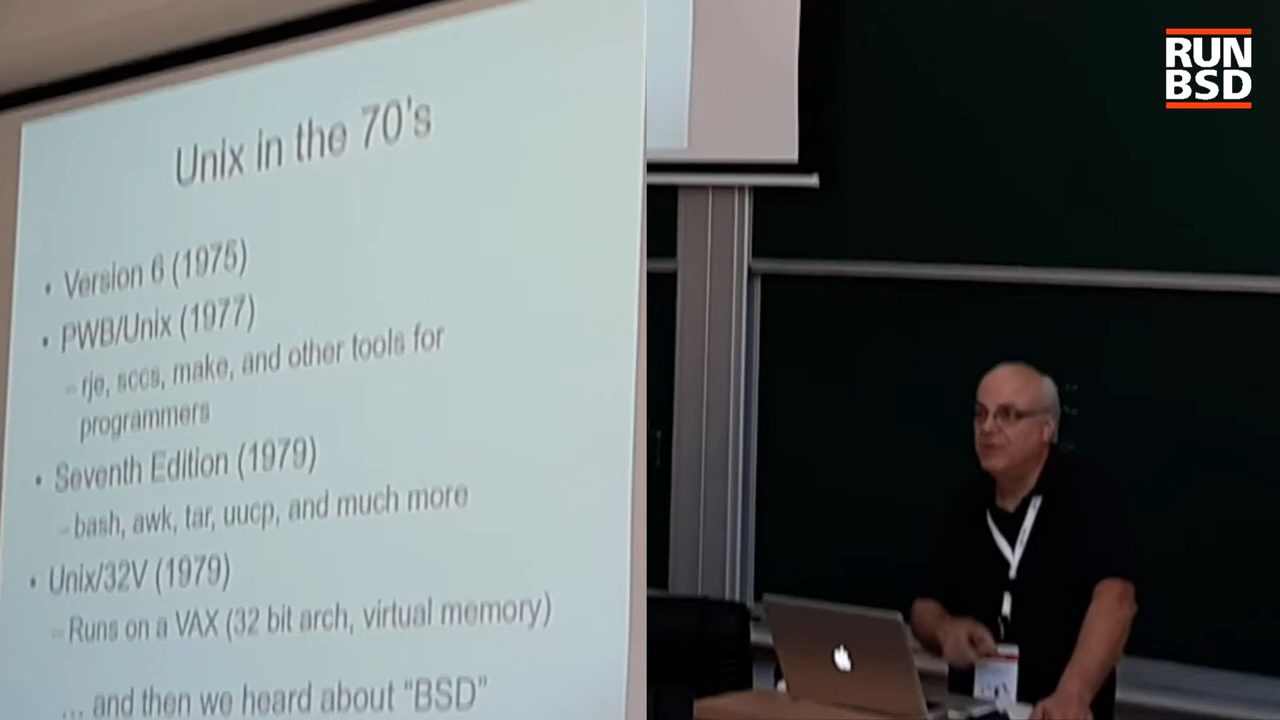 Unix in the 70's
• Version 6 (1975)
• PWB/Unix (1977)
– rje, sccs, make, and other tools for
programmers
• Seventh Edition (1979)
– bash, awk, tar, uucp, and much more
• Unix/32V (1979)
– Runs on a VAX (32 bit arch, virtual memory)
... and then we heard about “BSD”
RUN
BSD